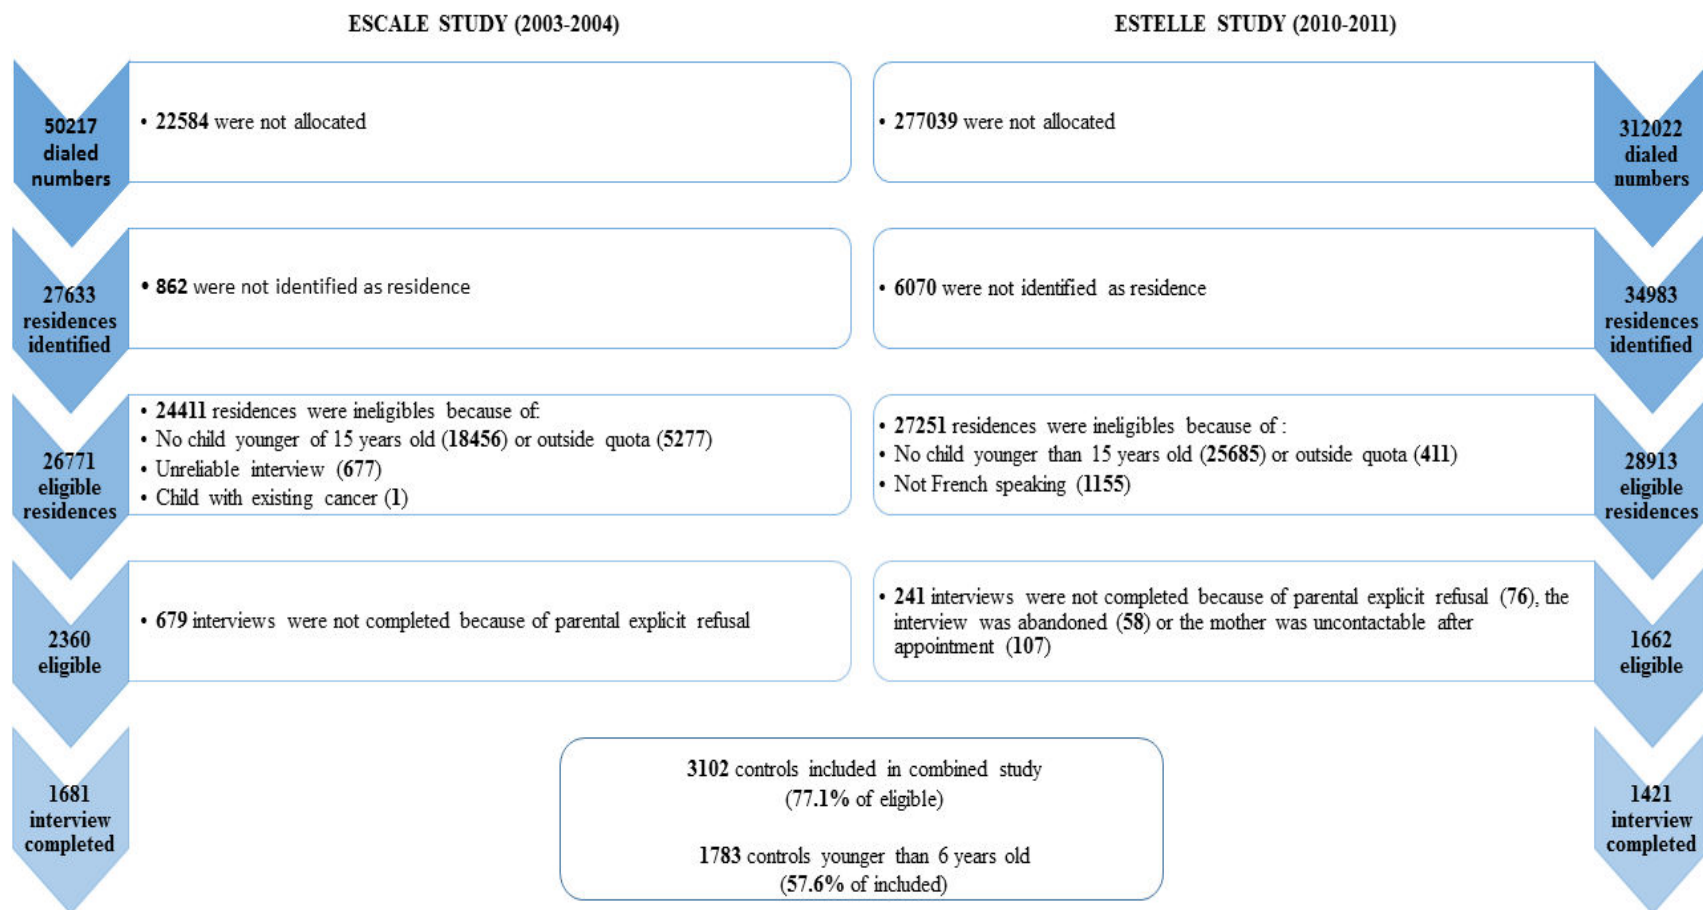 ESCALE STUDY (2003-2004)
ESTELLE STUDY (2010-2011)
50217
dialed
numbers
• 22584 were not allocated
• 277039 were not allocated
312022
dialed
numbers
27633
residences
identified
• 862 were not identified as residence
• 6070 were not identified as residence
34983
residences
identified
26771
eligible
residences
• 24411 residences were ineligibles because of:
• No child younger of 15 years old (18456) or outside quota (5277)
• Unreliable interview (677)
• Child with existing cancer (1)
• 27251 residences were ineligibles because of :
• No child younger than 15 years old (25685) or outside quota (411)
• Not French speaking (1155)
28913
eligible
residences
2360
eligible
• 679 interviews were not completed because of parental explicit refusal
• 241 interviews were not completed because of parental explicit refusal (76), the
interview was abandoned (58) or the mother was uncontactable after
appointment (107)
1662
eligible
1681
interview
completed
3102 controls included in combined study
(77.1% of eligible)
1783 controls younger than 6 years old
(57.6% of included)
1421
interview
completed